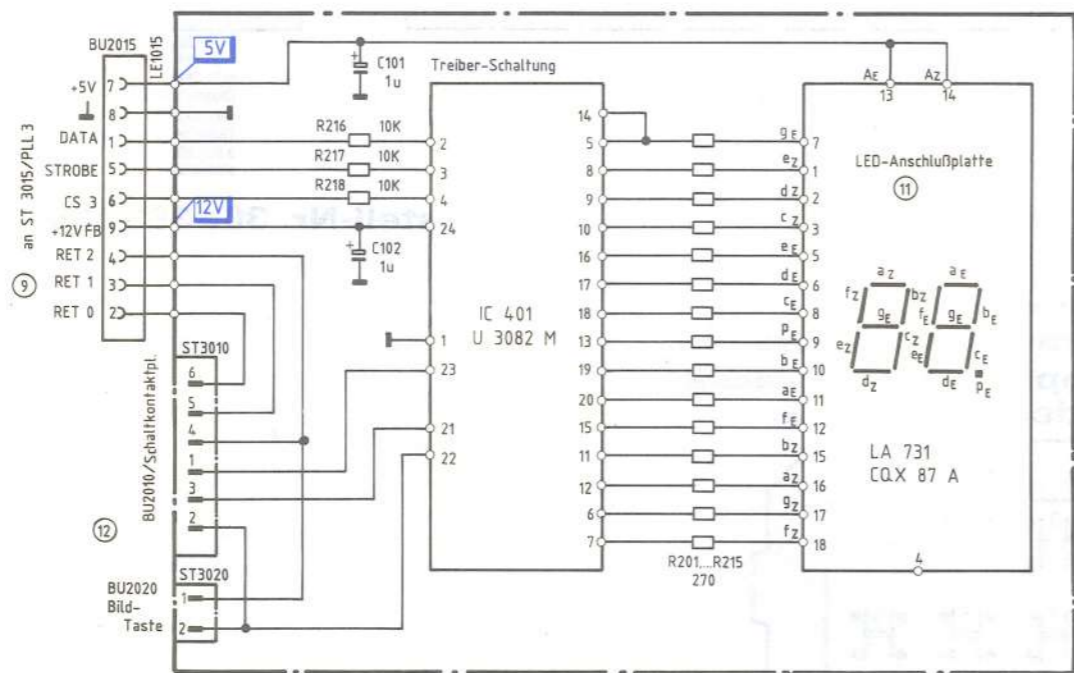 BU2015
LE1015
5V
+5V
7
8
DATA
1
STROBE
5
CS 3
6
+12V FB
9
RET 2
4
RET 1
3
RET 0
2
an ST 3015/PLL 3
9
12V
C101
1u
Treiber-Schaltung
R216 10K
R217 10K
R218 10K
C102
1u
2
3
4
24
1
23
21
22
IC 401
U 3082 M
14
5
8
9
10
16
17
18
13
19
20
15
11
12
6
7
R201....R215
270
AE
13
AZ
14
gE 7
eZ 1
dZ 2
cZ 3
eE 5
dE 6
cE 8
PE 9
bE 10
aE 11
fE 12
bZ 15
aZ 16
gZ 17
fZ 18
LED-Anschlußplatte
11
aZ aE
fZ bZ fE bE
gE gE
eZ cZ eE cE
dZ dE PE
LA 731
CQX 87 A
4
ST3010
6
5
4
1
3
2
BU2010/Schaltkontaktpl.
12
ST3020
BU2020
Bild-
Taste
1
2